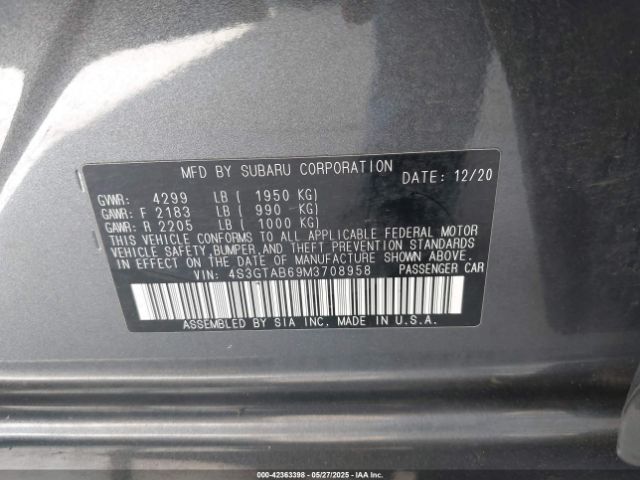 MFD BY SUBARU CORPORATION DATE: 12/20
GVWR: 4299 LB ( 1950 KG)
GAWR: F 2183 LB ( 990 KG)
GAWR: R 2205 LB ( 1000 KG)
THIS VEHICLE CONFORMS TO ALL APPLICABLE FEDERAL MOTOR
VEHICLE SAFETY, BUMPER, AND THEFT PREVENTION STANDARDS
IN EFFECT ON THE DATE OF MANUFACTURE SHOWN ABOVE.
VIN: 4S3GTAB69M3708958 PASSENGER CAR
ASSEMBLED BY SIA INC. MADE IN U.S.A.
000-42363398 - 05/27/2025 - IAAI.COM